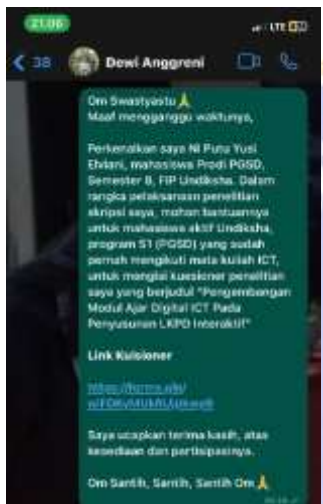 21.06
LTE
38 Dewi Anggreni
Om Swastyastu🙏
Maaf mengganggu waktunya,
Perkenalkan saya Ni Putu Yusi
mahasiswa Prodi PGSD,
Semester 8, FIP Undiksha. Dalam
rangka pelaksanaan penelitian
skripsi saya, mohon bantuannya
untuk mahasiswa aktif Undiksha,
program S1 (PGSD) yang sudah
pernah mengikuti mata kuliah ICT,
untuk mengisi kuesioner penelitian
saya yang berjudul "Pengembangan
Modul Ajar Digital ICT Pada
Penyusunan LKPD Interaktif"
Link Kuisioner
Saya ucapkan terima kasih, atas
kesediaan dan partisipasinya.
Om Santih, Santih, Santih Om🙏